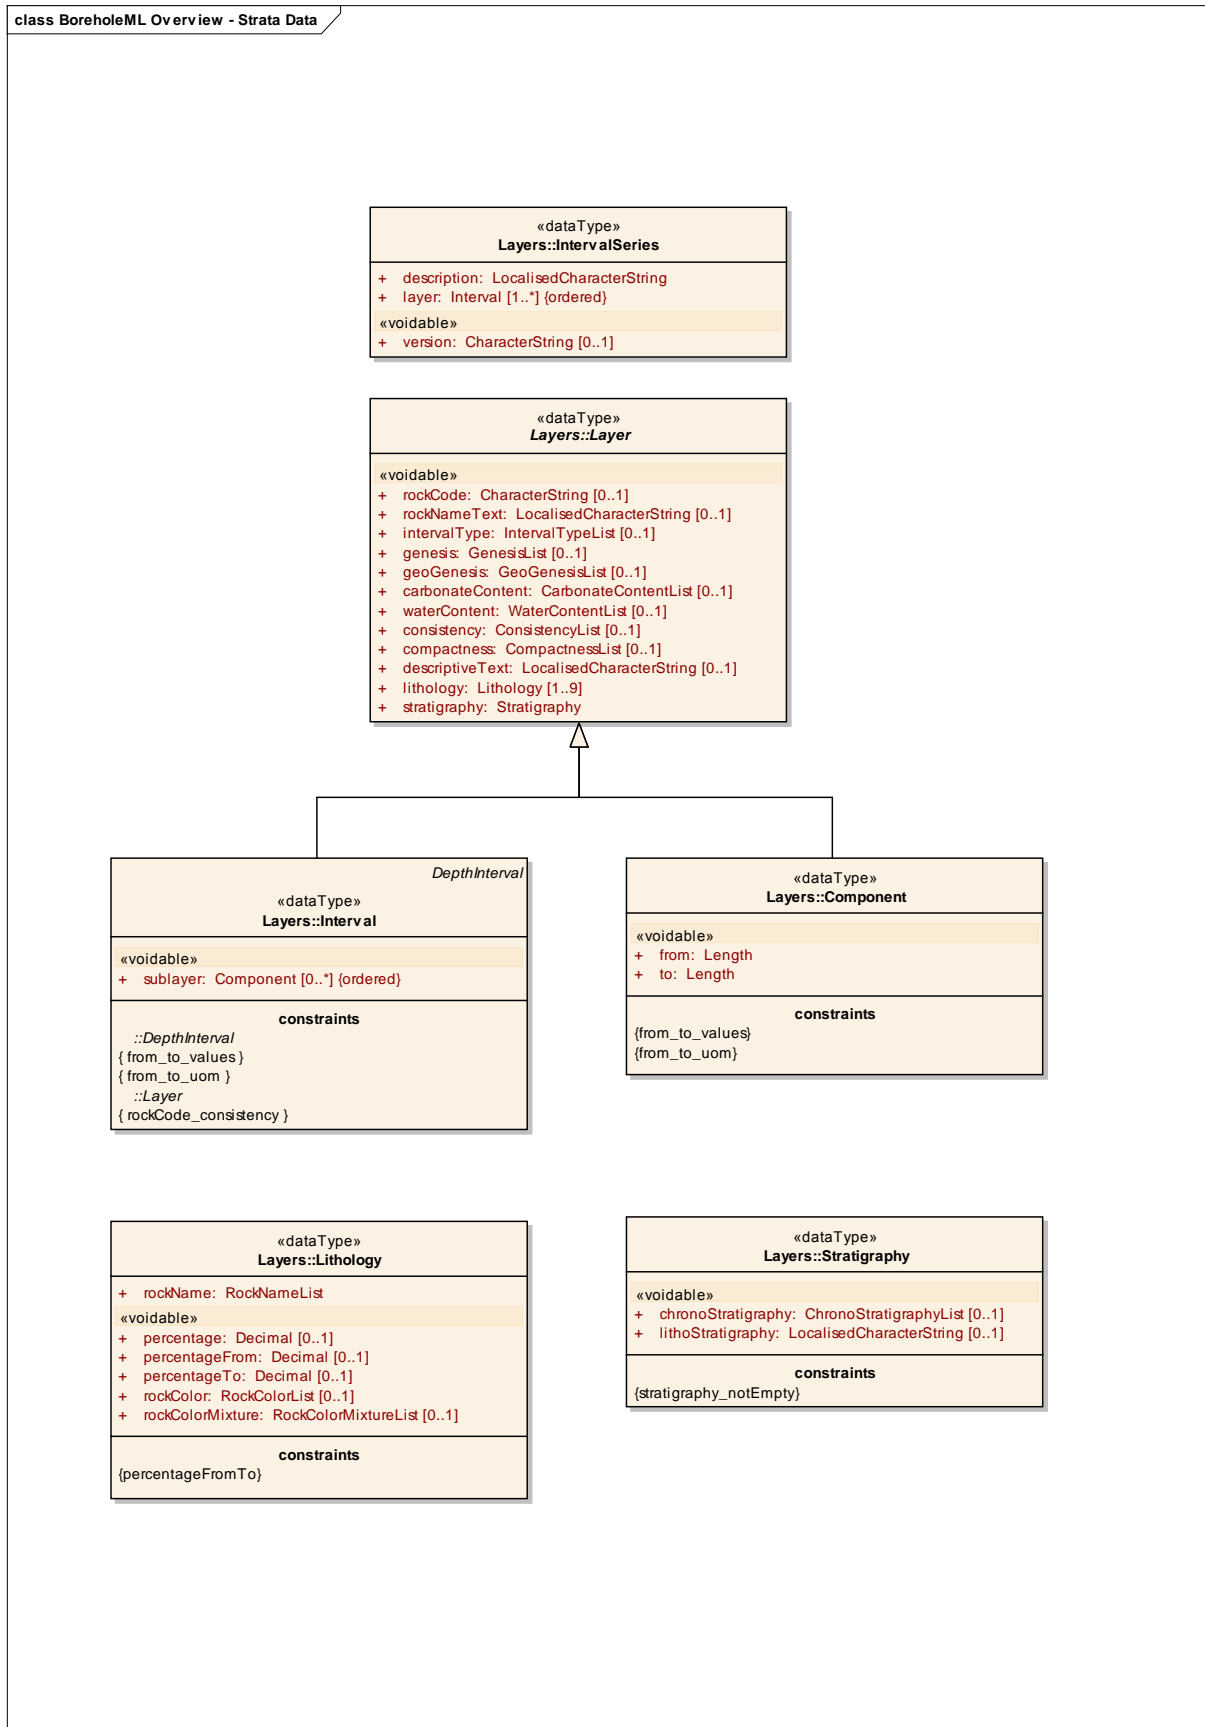 class BoreholeML Overview - Strata Data
«dataType»
Layers::IntervalSeries
+ description: LocalisedCharacterString
+ layer: Interval [1..*] {ordered}
«voidable»
+ version: CharacterString [0..1]
«dataType»
Layers::Layer
«voidable»
+ rockCode: CharacterString [0..1]
+ rockNameText: LocalisedCharacterString [0..1]
+ intervalType: IntervalTypeList [0..1]
+ genesis: GenesisList [0..1]
+ geoGenesis: GeoGenesisList [0..1]
+ carbonateContent: CarbonateContentList [0..1]
+ waterContent: WaterContentList [0..1]
+ consistency: ConsistencyList [0..1]
+ compactness: CompactnessList [0..1]
+ descriptiveText: LocalisedCharacterString [0..1]
+ lithology: Lithology [1..9]
+ stratigraphy: Stratigraphy
DepthInterval
«dataType»
Layers::Interval
«voidable»
+ sublayer: Component [0..*] {ordered}
constraints
::DepthInterval
{ from_to_values }
{ from_to_uom }
::Layer
{ rockCode_consistency }
«dataType»
Layers::Component
«voidable»
+ from: Length
+ to: Length
constraints
{from_to_values}
{from_to_uom}
«dataType»
Layers::Lithology
+ rockName: RockNameList
«voidable»
+ percentage: Decimal [0..1]
+ percentageFrom: Decimal [0..1]
+ percentageTo: Decimal [0..1]
+ rockColor: RockColorList [0..1]
+ rockColorMixture: RockColorMixtureList [0..1]
constraints
{percentageFromTo}
«dataType»
Layers::Stratigraphy
«voidable»
+ chronoStratigraphy: ChronoStratigraphyList [0..1]
+ lithoStratigraphy: LocalisedCharacterString [0..1]
constraints
{stratigraphy_notEmpty}